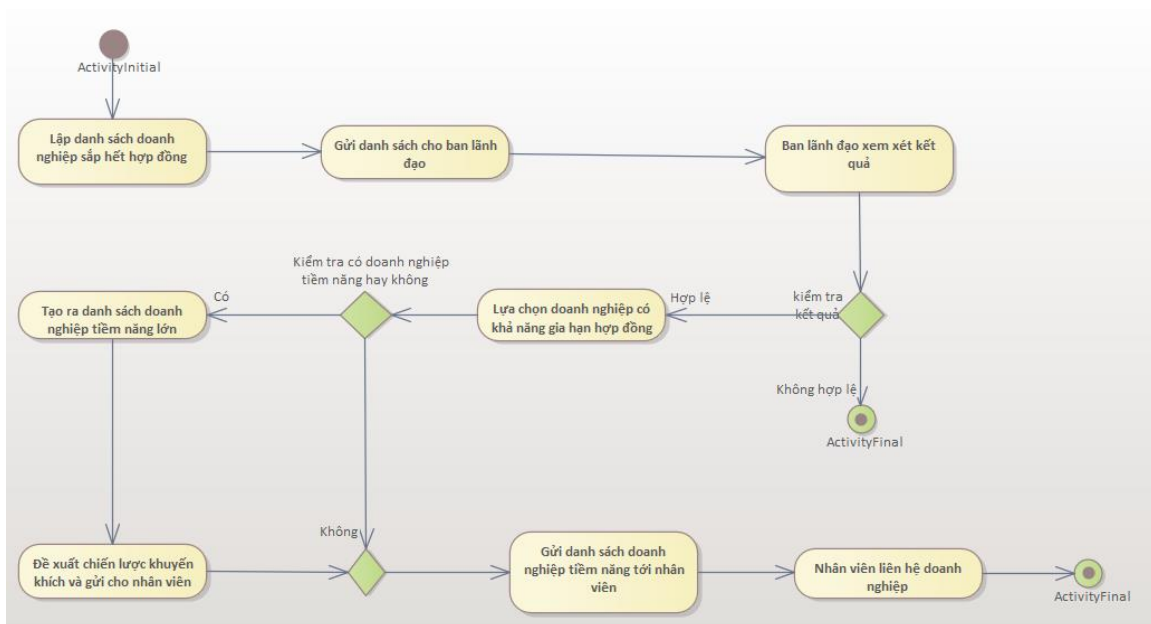 ActivityInitial
Lập danh sách doanh
nghiệp sắp hết hợp đồng
Gửi danh sách cho ban lãnh
đạo
Ban lãnh đạo xem xét kết
quả
kiểm tra
kết quả
Không hợp lệ
ActivityFinal
Hợp lệ
Lựa chọn doanh nghiệp có
khả năng gia hạn hợp đồng
Kiểm tra có doanh nghiệp
tiềm năng hay không
Có
Tạo ra danh sách doanh
nghiệp tiềm năng lớn
Đề xuất chiến lược khuyến
khích và gửi cho nhân viên
Không
Gửi danh sách doanh
nghiệp tiềm năng tới nhân
viên
Nhân viên liên hệ doanh
nghiệp
ActivityFinal